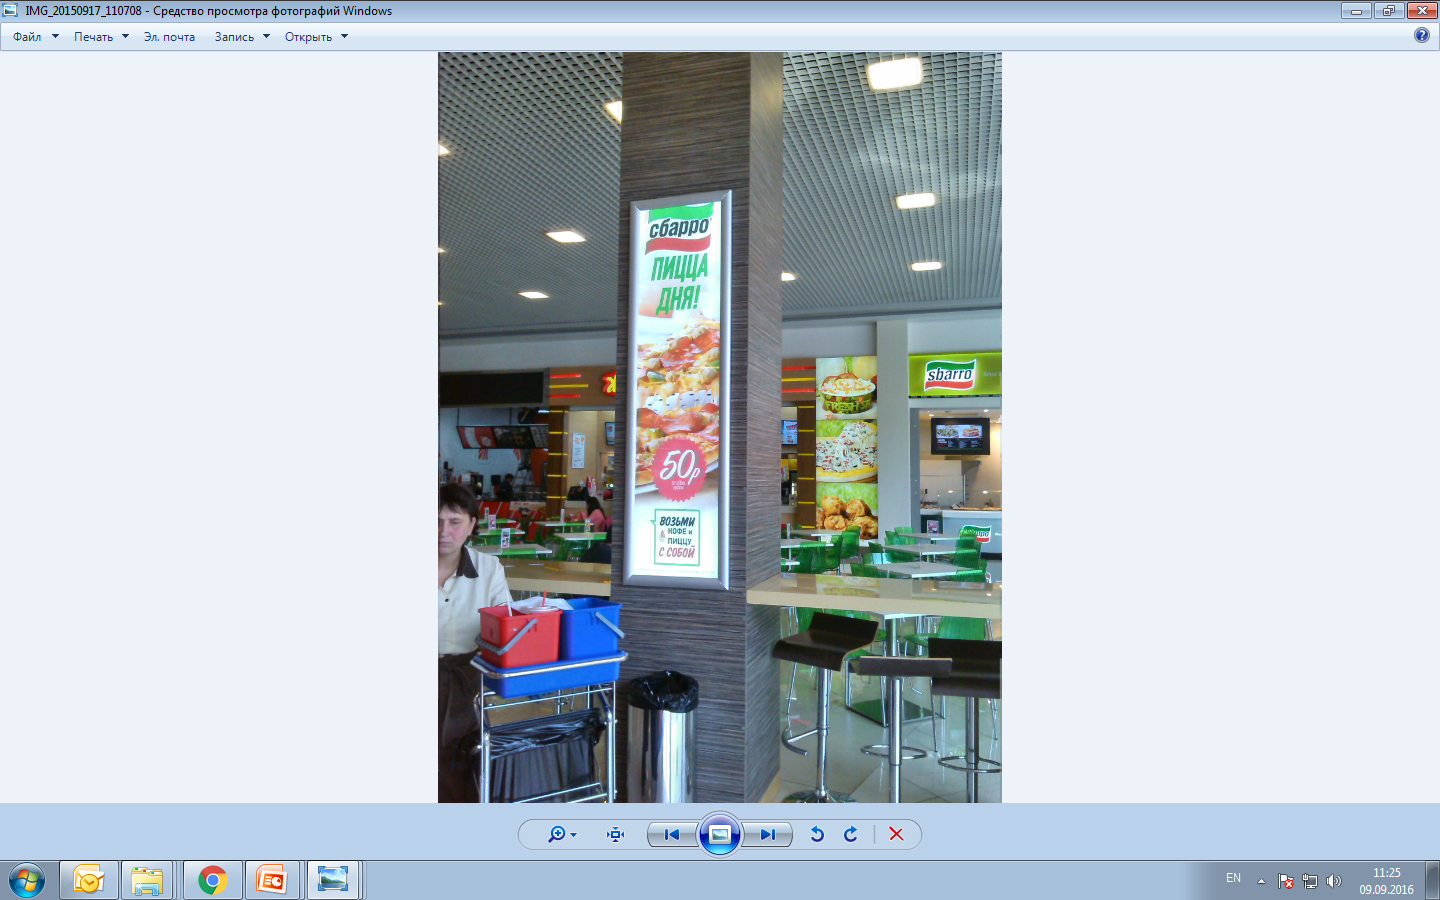 IMG_20150917_110708 - Средство просмотра фотографий Windows
Файл Печать Эл. почта Запись Открыть
сбарро
ПИЦЦА
ДНЯ!
50р
ВОЗЬМИ
КОФЕ и
ПИЦЦУ
С СОБОЙ
FRESH
sbarro
EN
11:25
09.09.2016